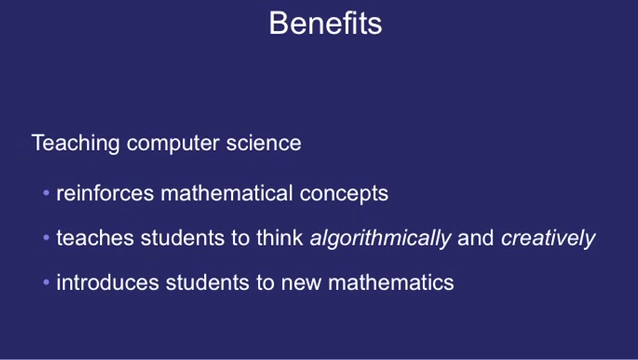 Benefits
Teaching computer science
• reinforces mathematical concepts
• teaches students to think algorithmically and creatively
• introduces students to new mathematics